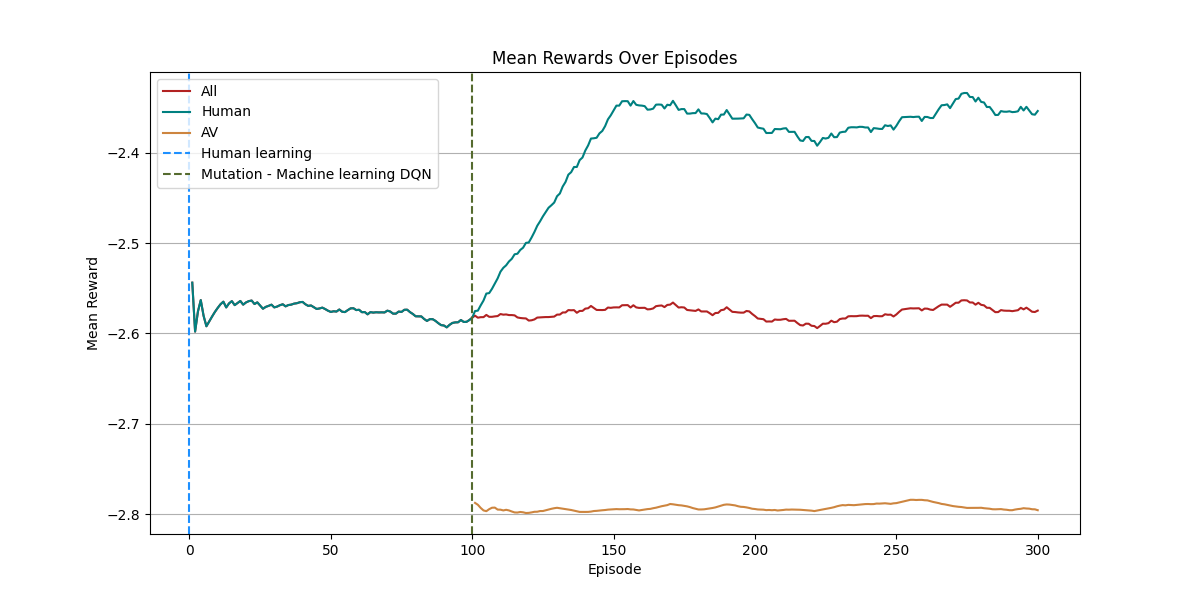 Mean Rewards Over Episodes
All
Human
AV
Human learning
Mutation - Machine learning DQN
Mean Reward
−2.4
−2.5
−2.6
−2.7
−2.8
0 50 100 150 200 250 300
Episode